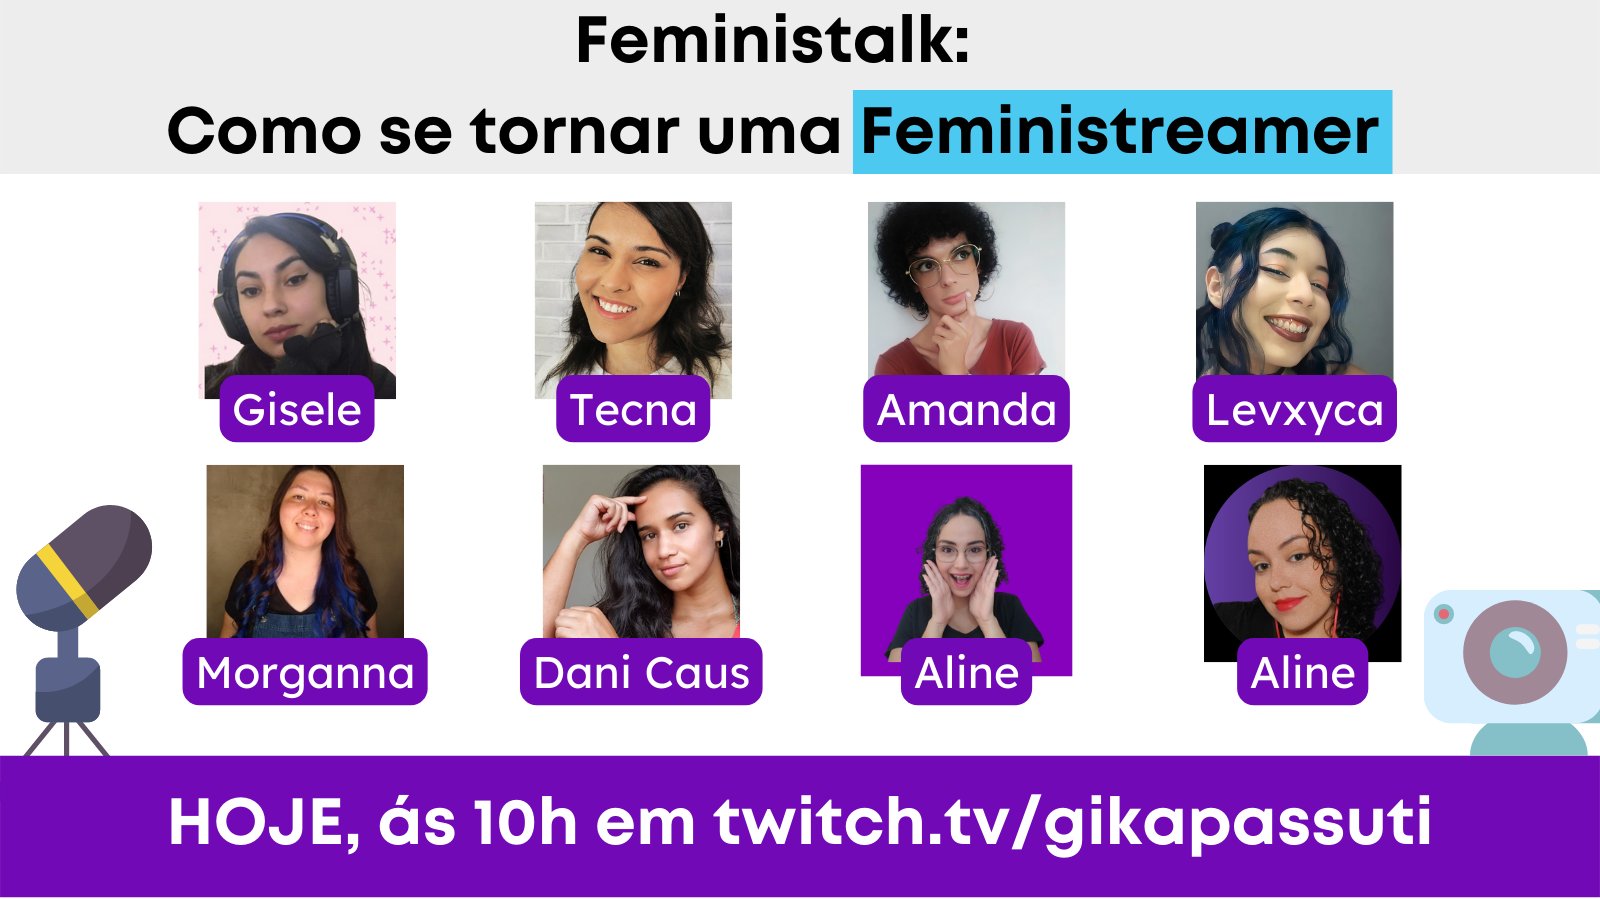 Feministalk:
Como se tornar uma Feministreamer
Gisele
Tecna
Amanda
Levxyca
Morganna
Dani Caus
Aline
Aline
HOJE, ás 10h em twitch.tv/gikapassuti